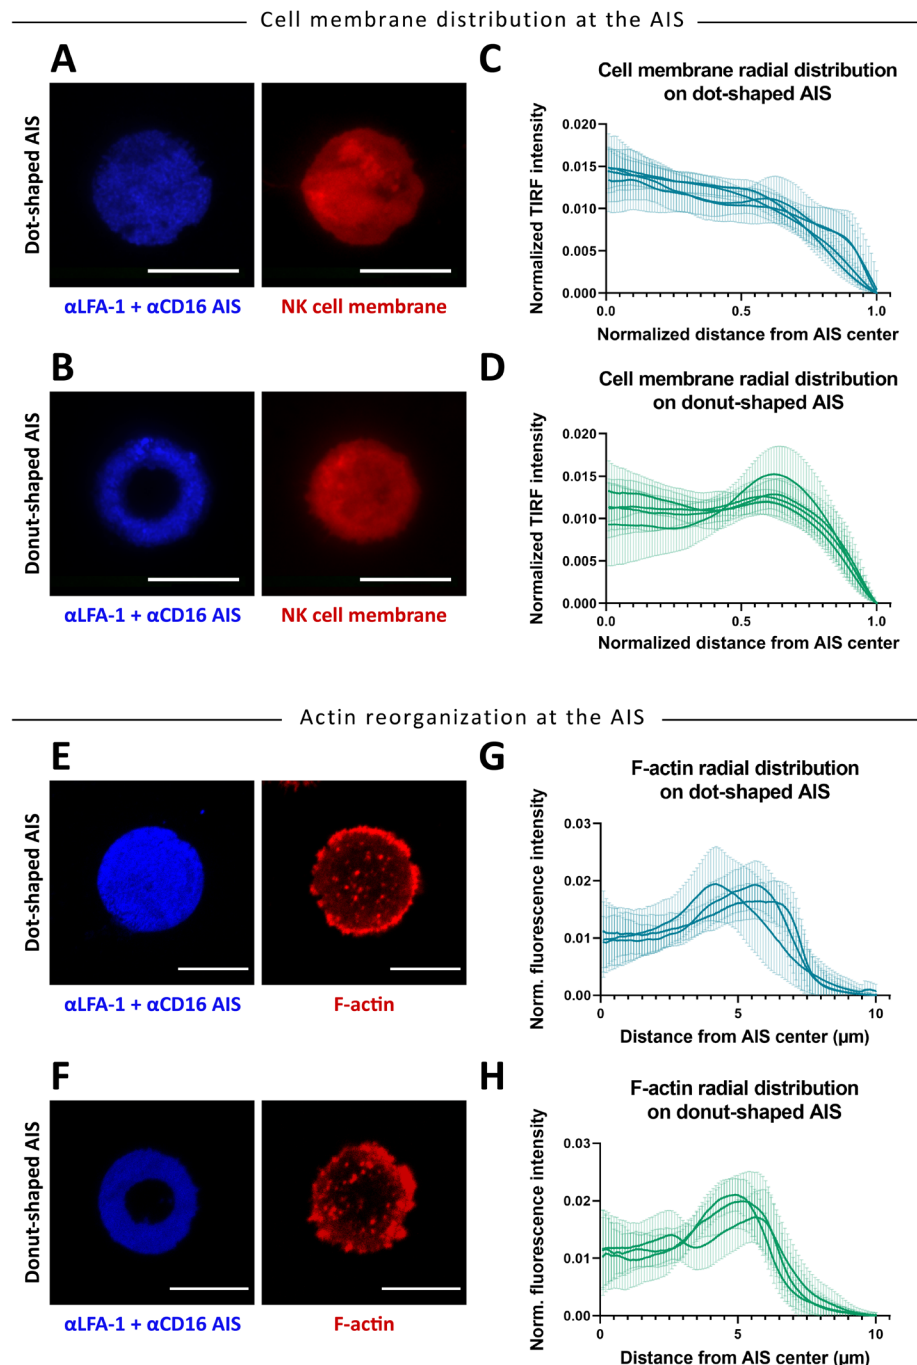 Cell membrane distribution at the AIS
A
Dot-shaped AIS
αLFA-1 + αCD16 AIS
NK cell membrane
C
Cell membrane radial distribution
on dot-shaped AIS
Normalized TIRF intensity
0.020
0.015
0.010
0.005
0.000
0.0
0.5
1.0
Normalized distance from AIS center
B
Donut-shaped AIS
αLFA-1 + αCD16 AIS
NK cell membrane
D
Cell membrane radial distribution
on donut-shaped AIS
Normalized TIRF intensity
0.020
0.015
0.010
0.005
0.000
0.0
0.5
1.0
Normalized distance from AIS center
Actin reorganization at the AIS
E
Dot-shaped AIS
αLFA-1 + αCD16 AIS
F-actin
G
F-actin radial distribution
on dot-shaped AIS
Norm. fluorescence intensity
0.03
0.02
0.01
0.00
0
5
10
Distance from AIS center (µm)
F
Donut-shaped AIS
αLFA-1 + αCD16 AIS
F-actin
H
F-actin radial distribution
on donut-shaped AIS
Norm. fluorescence intensity
0.03
0.02
0.01
0.00
0
5
10
Distance from AIS center (µm)